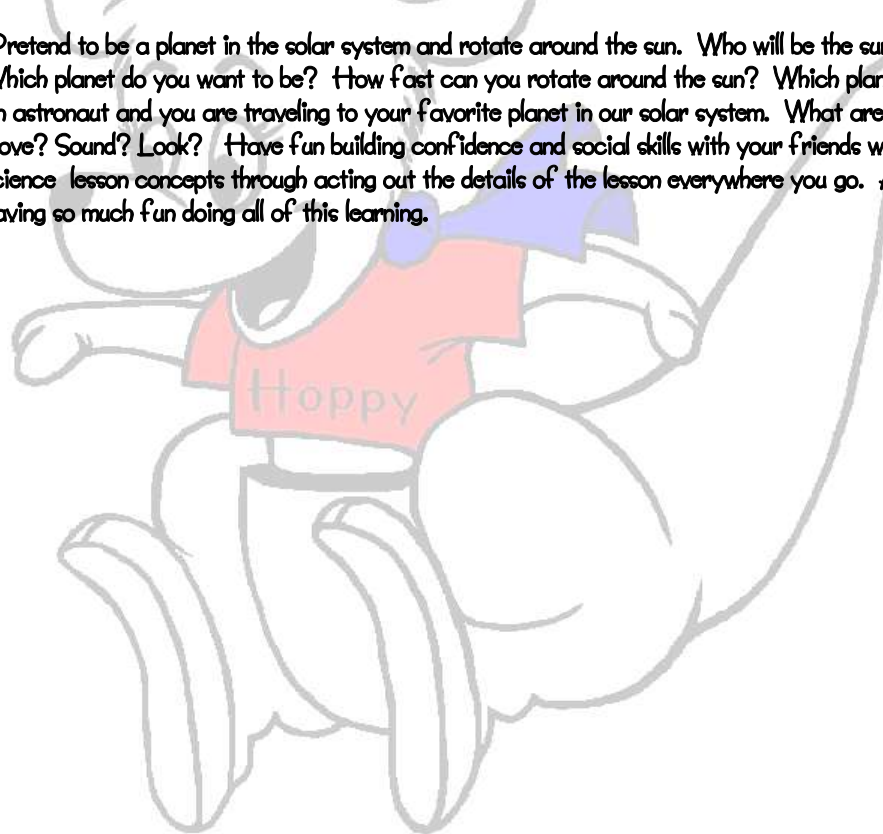 Pretend to be a planet in the solar system and rotate around the sun. Who will be the sun
Which planet do you want to be? How fast can you rotate around the sun? Which
astronaut and you are traveling to your favorite planet in our solar system. What are
Sound? Look? Have fun building confidence and social skills with your friends
lesson concepts through acting out the details of the lesson everywhere you go.
so much fun doing all of this learning.
Hoppy